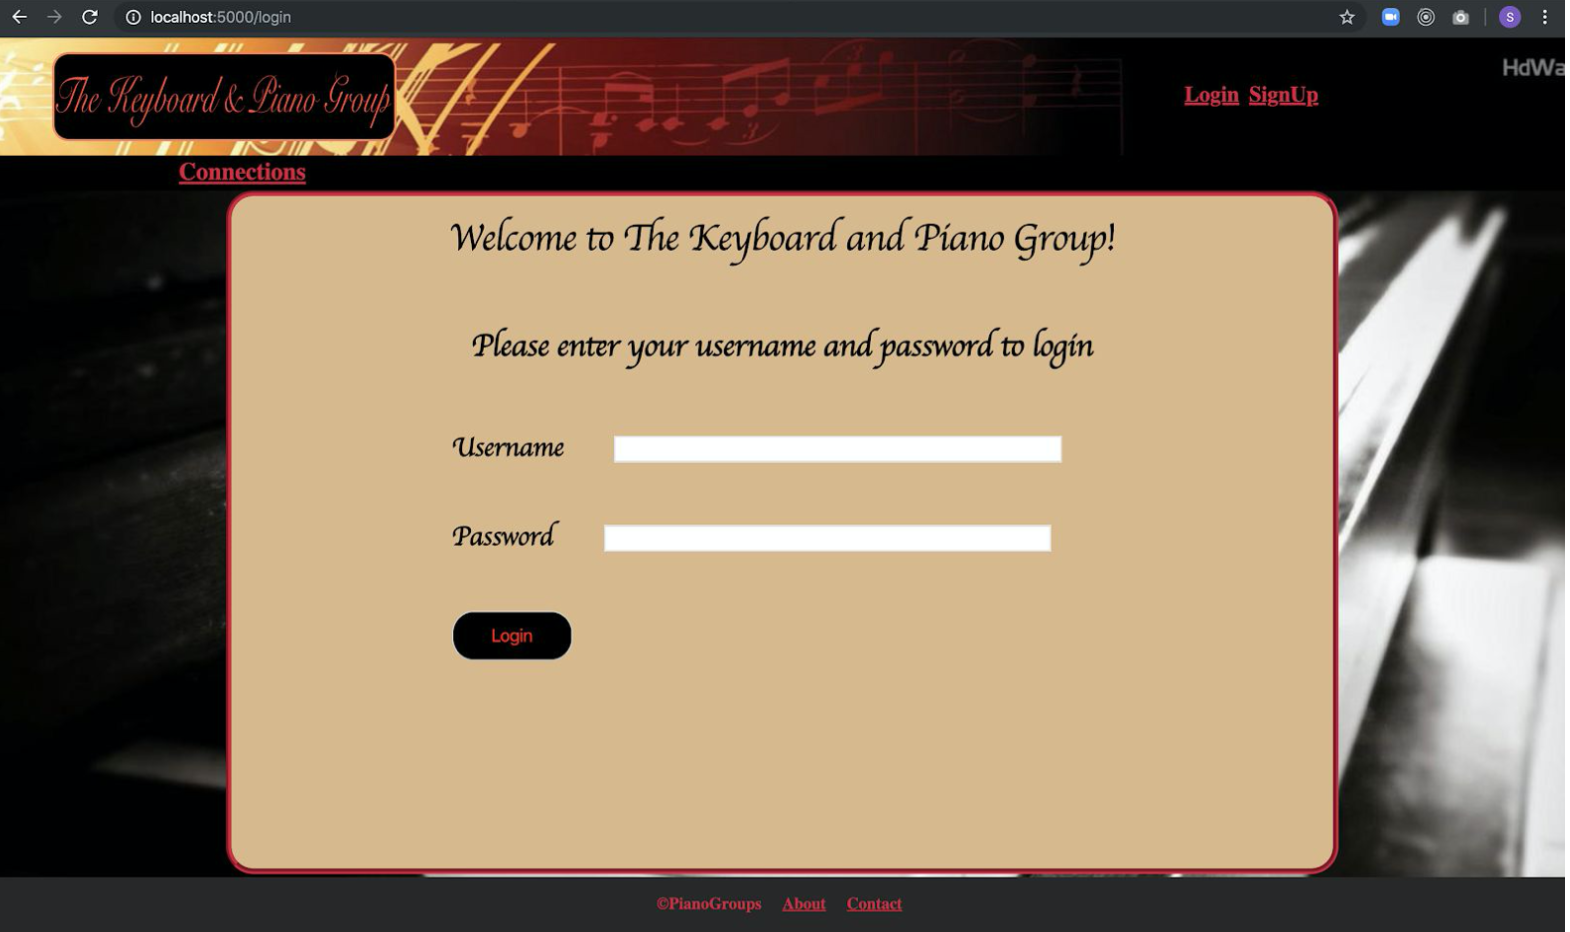 localhost:5000/login
S
HdWa
The Keyboard & Piano Group
Login SignUp
Connections
Welcome to The Keyboard and Piano Group!
Please enter your username and password to login
Username
Password
Login
©PianoGroups About Contact